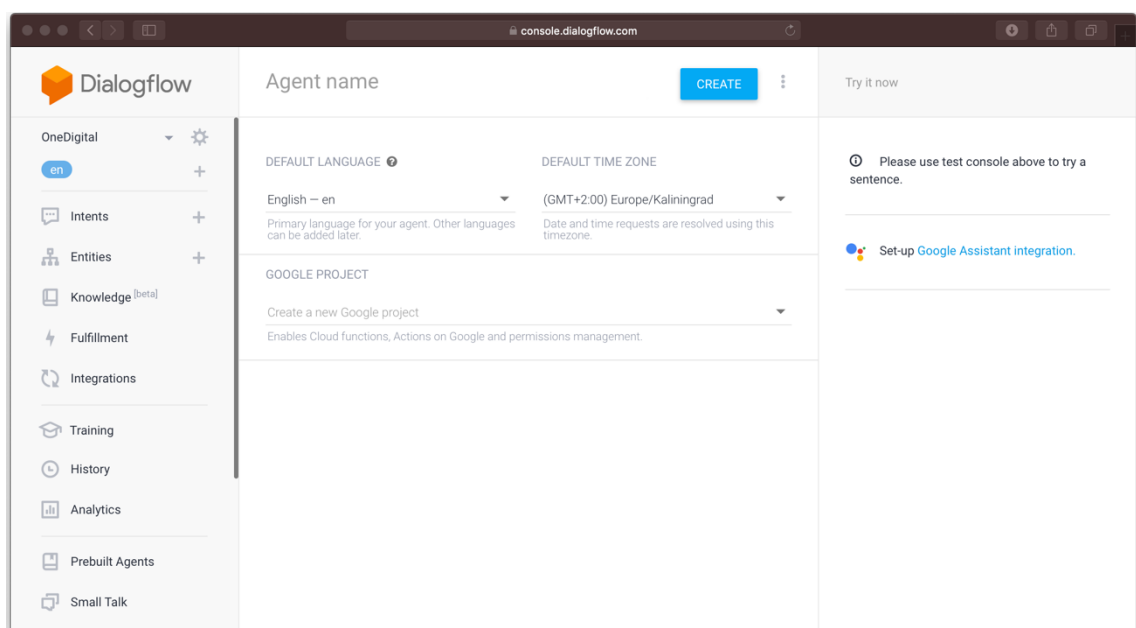 console.dialogflow.com
Dialogflow
OneDigital
en
Intents
Entities
Knowledge [beta]
Fulfillment
Integrations
Training
History
Analytics
Prebuilt Agents
Small Talk
Agent name
CREATE
DEFAULT LANGUAGE
English — en
Primary language for your agent. Other languages
can be added later.
DEFAULT TIME ZONE
(GMT+2:00) Europe/Kaliningrad
Date and time requests are resolved using this
timezone.
GOOGLE PROJECT
Create a new Google project
Enables Cloud functions, Actions on Google and permissions management.
Try it now
Please use test console above to try a
sentence.
Set-up Google Assistant integration.